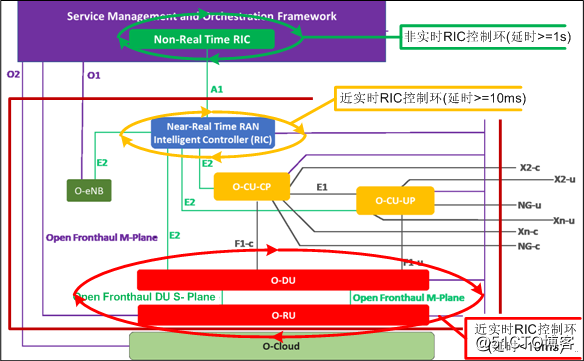 Service Management and Orchestration Framework
Non-Real Time RIC
非实时RIC控制环(延时>=1s)
O2
O1
A1
近实时RIC控制环(延时>=10ms)
Near-Real Time RAN
Intelligent Controller (RIC)
E2
E2
O-eNB
O-CU-CP
E1
X2-c
X2-u
E2
O-CU-UP
NG-u
Xn-u
Open Fronthaul M-Plane
E2
Xn-c
F1-c
NG-c
F1-u
O-DU
Open Fronthaul DU S- Plane
Open Fronthaul M-Plane
O-RU
近实时RIC控制环
O-Cloud
@51CTO博客